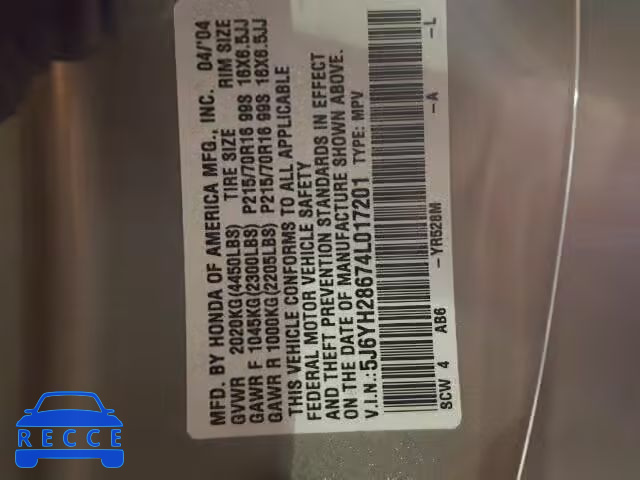 MFD. BY HONDA OF AMERICA MFG., INC. 04/'04
GVWR 2020KG(4450LBS) TIRE SIZE RIM SIZE
GAWR F 1045KG(2300LBS) P215/70R16 99S 16X6.5JJ
GAWR R 1000KG(2205LBS) P215/70R16 99S 16X6.5JJ
THIS VEHICLE CONFORMS TO ALL APPLICABLE
FEDERAL MOTOR VEHICLE SAFETY
AND THEFT PREVENTION STANDARDS IN EFFECT
ON THE DATE OF MANUFACTURE SHOWN ABOVE.
V.I.N.: 5J6YH28674L017201 TYPE: MPV
SCW 4 AB6 -YR528M -A -L
RECCE